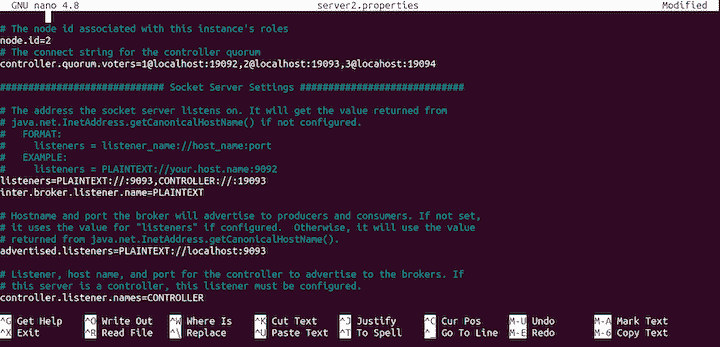 GNU nano 4.8 server2.properties Modified
# The node id associated with this instance's roles
node.id=2
# The connect string for the controller quorum
controller.quorum.voters=1@localhost:19092,2@localhost:19093,3@locahost:19094
############################# Socket Server Settings #############################
# The address the socket server listens on. It will get the value returned from
# java.net.InetAddress.getCanonicalHostName() if not configured.
#   FORMAT:
#     listeners = listener_name://host_name:port
#   EXAMPLE:
#     listeners = PLAINTEXT://your.host.name:9092
listeners=PLAINTEXT://:9093,CONTROLLER://:19093
inter.broker.listener.name=PLAINTEXT
# Hostname and port the broker will advertise to producers and consumers. If not set,
# it uses the value for "listeners" if configured.  Otherwise, it will use the value
# returned from java.net.InetAddress.getCanonicalHostName().
advertised.listeners=PLAINTEXT://localhost:9093
# Listener, host name, and port for the controller to advertise to the brokers. If
# this server is a controller, this listener must be configured.
controller.listener.names=CONTROLLER
^G Get Help ^O Write Out ^W Where Is ^K Cut Text ^J Justify ^C Cur Pos M-U Undo M-A Mark Text
^X Exit ^R Read File ^\ Replace ^U Paste Text ^T To Spell ^_ Go To Line M-E Redo M-6 Copy Text